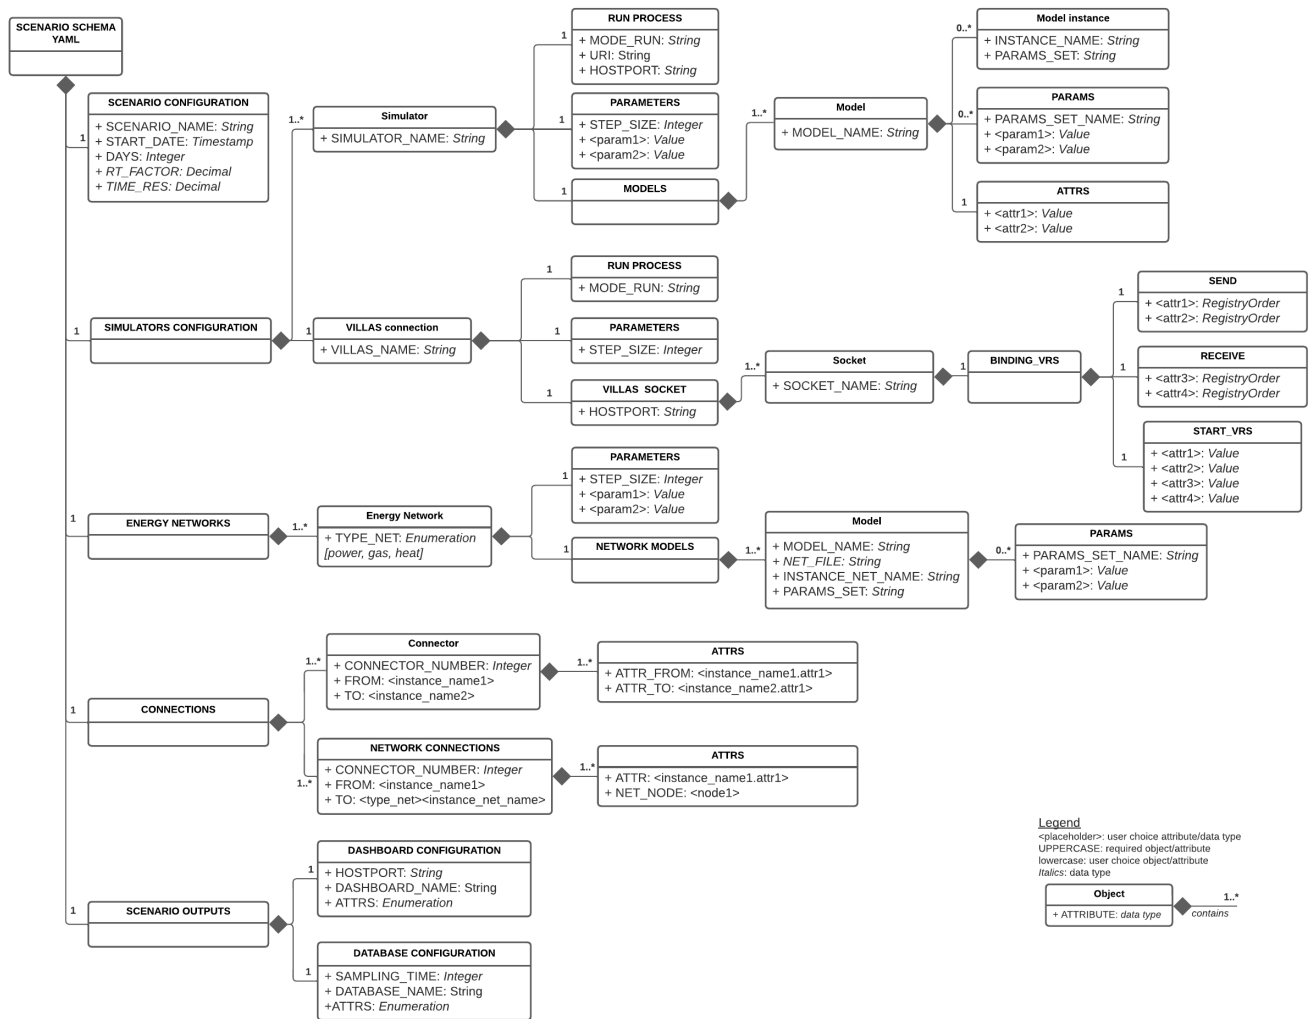 SCENARIO SCHEMA
YAML
1
SCENARIO CONFIGURATION
+ SCENARIO_NAME: String
+ START_DATE: Timestamp
+ DAYS: Integer
+ RT_FACTOR: Decimal
+ TIME_RES: Decimal
1
SIMULATORS CONFIGURATION
1..*
Simulator
+ SIMULATOR_NAME: String
1
RUN PROCESS
+ MODE_RUN: String
+ URI: String
+ HOSTPORT: String
1
PARAMETERS
+ STEP_SIZE: Integer
+ <param1>: Value
+ <param2>: Value
1
MODELS
1..*
Model
+ MODEL_NAME: String
0..*
Model instance
+ INSTANCE_NAME: String
+ PARAMS_SET: String
0..*
PARAMS
+ PARAMS_SET_NAME: String
+ <param1>: Value
+ <param2>: Value
1
ATTRS
+ <attr1>: Value
+ <attr2>: Value
1
VILLAS connection
+ VILLAS_NAME: String
1
RUN PROCESS
+ MODE_RUN: String
1
PARAMETERS
+ STEP_SIZE: Integer
1
VILLAS SOCKET
+ HOSTPORT: String
1..*
Socket
+ SOCKET_NAME: String
1
BINDING_VRS
1
SEND
+ <attr1>: RegistryOrder
+ <attr2>: RegistryOrder
1
RECEIVE
+ <attr3>: RegistryOrder
+ <attr4>: RegistryOrder
1
START_VRS
+ <attr1>: Value
+ <attr2>: Value
+ <attr3>: Value
+ <attr4>: Value
1
ENERGY NETWORKS
1..*
Energy Network
+ TYPE_NET: Enumeration
[power, gas, heat]
1
PARAMETERS
+ STEP_SIZE: Integer
+ <param1>: Value
+ <param2>: Value
1
NETWORK MODELS
1..*
Model
+ MODEL_NAME: String
+ NET_FILE: String
+ INSTANCE_NET_NAME: String
+ PARAMS_SET: String
0..*
PARAMS
+ PARAMS_SET_NAME: String
+ <param1>: Value
+ <param2>: Value
1
CONNECTIONS
1..*
Connector
+ CONNECTOR_NUMBER: Integer
+ FROM: <instance_name1>
+ TO: <instance_name2>
1..*
ATTRS
+ ATTR_FROM: <instance_name1.attr1>
+ ATTR_TO: <instance_name2.attr1>
1..*
NETWORK CONNECTIONS
+ CONNECTOR_NUMBER: Integer
+ FROM: <instance_name1>
+ TO: <type_net><instance_net_name>
1..*
ATTRS
+ ATTR: <instance_name1.attr1>
+ NET_NODE: <node1>
1
SCENARIO OUTPUTS
1
DASHBOARD CONFIGURATION
+ HOSTPORT: String
+ DASHBOARD_NAME: String
+ ATTRS: Enumeration
1
DATABASE CONFIGURATION
+ SAMPLING_TIME: Integer
+ DATABASE_NAME: String
+ATTRS: Enumeration
Legend
<placeholder>: user choice attribute/data type
UPPERCASE: required object/attribute
lowercase: user choice object/attribute
Italics: data type
Object
+ ATTRIBUTE: data type
1..*
contains